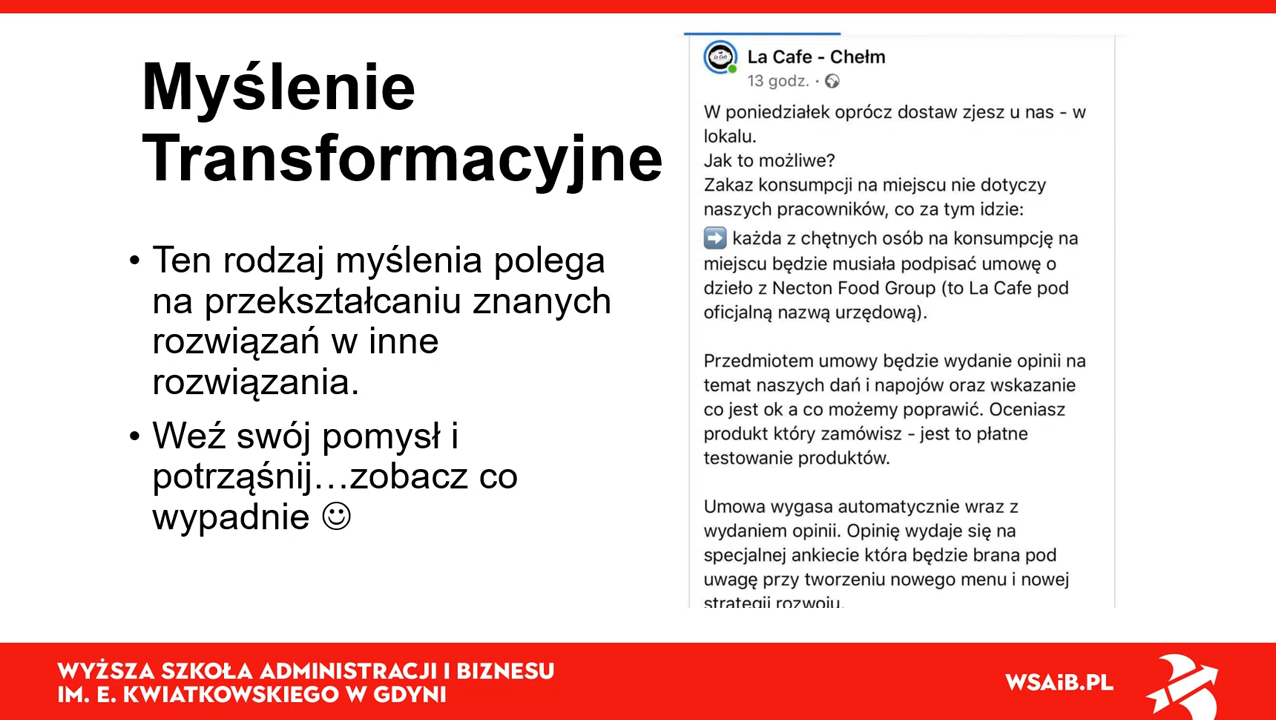 Myślenie
Transformacyjne
• Ten rodzaj myślenia polega
na przekształcaniu znanych
rozwiązań w inne
rozwiązania.
• Weź swój pomysł i
potrząśnij…zobacz co
wypadnie ☺
La Cafe - Chełm
13 godz. ·
W poniedziałek oprócz dostaw zjesz u nas - w
lokalu.
Jak to możliwe?
Zakaz konsumpcji na miejscu nie dotyczy
naszych pracowników, co za tym idzie:
➡ każda z chętnych osób na konsumpcję na
miejscu będzie musiała podpisać umowę o
dzieło z Necton Food Group (to La Cafe pod
oficjalną nazwą urzędową).
Przedmiotem umowy będzie wydanie opinii na
temat naszych dań i napojów oraz wskazanie
co jest ok a co możemy poprawić. Oceniasz
produkt który zamówisz - jest to płatne
testowanie produktów.
Umowa wygasa automatycznie wraz z
wydaniem opinii. Opinię wydaje się na
specjalnej ankiecie która będzie brana pod
uwagę przy tworzeniu nowego menu i nowej
strategii rozwoju.
WYŻSZA SZKOŁA ADMINISTRACJI I BIZNESU
IM. E. KWIATKOWSKIEGO W GDYNI
WSAiB.PL